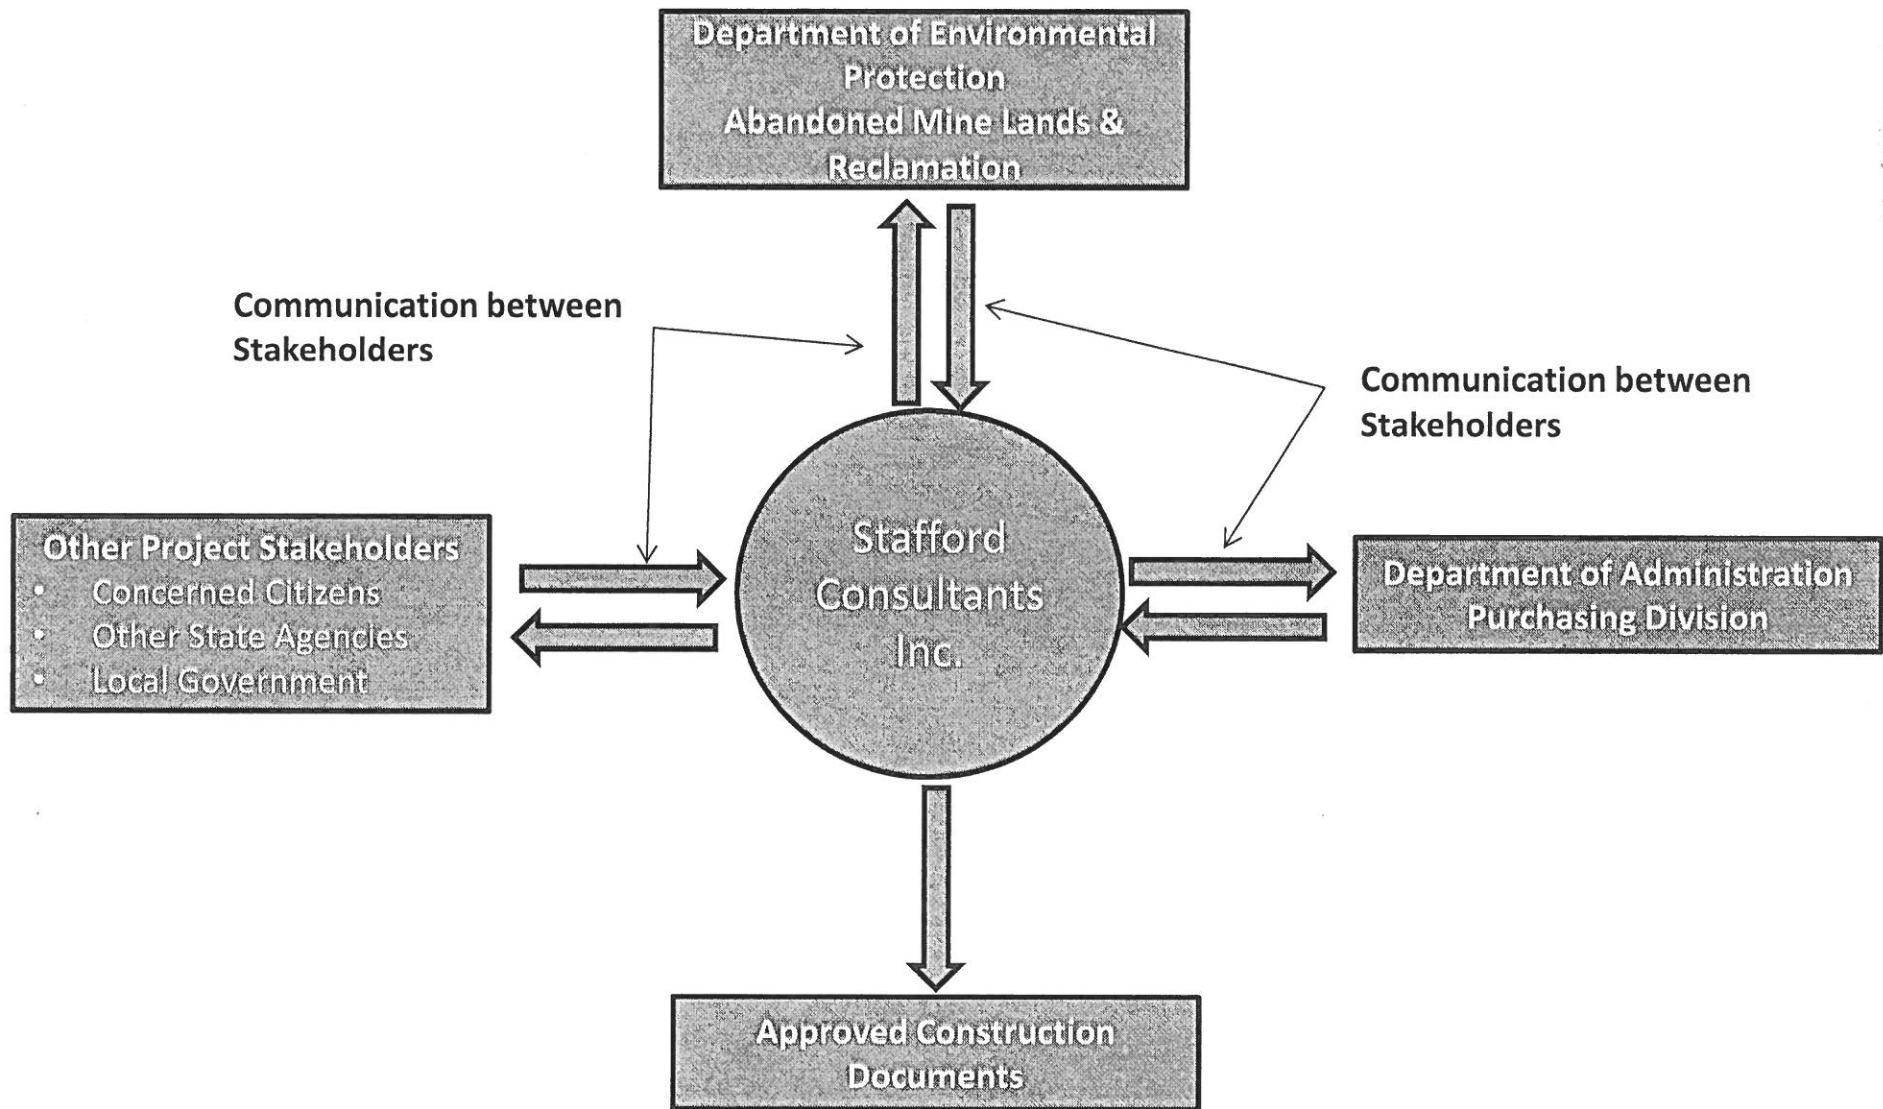 Department of Environmental
Protection
Abandoned Mine Lands &
Reclamation
Communication between
Stakeholders
Communication between
Stakeholders
Other Project Stakeholders
• Concerned Citizens
• Other State Agencies
• Local Government
Stafford
Consultants
Inc.
Department of Administration
Purchasing Division
Approved Construction
Documents